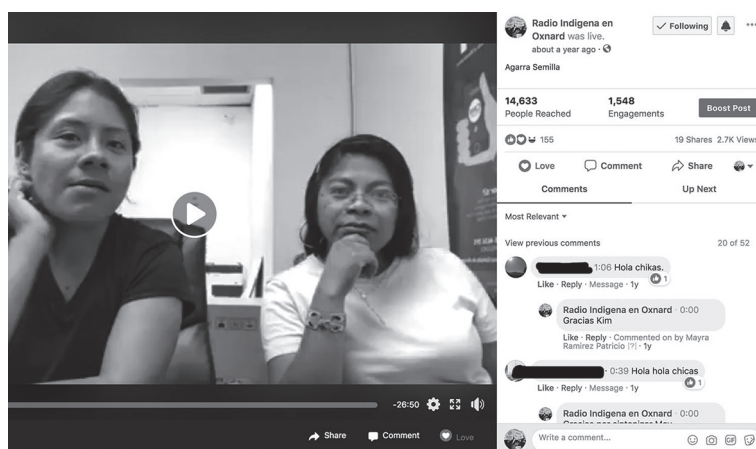 Radio Indigena en
Oxnard was live.
about a year ago
Following
Agarra Semilla
14,633
People Reached
1,548
Engagements
Boost Post
155
19 Shares 2.7K Views
Love Comment Share
Comments Up Next
Most Relevant
View previous comments
20 of 52
1:06 Hola chikas.
1
Like · Reply · Message · 1y
Radio Indigena en Oxnard · 0:00
Gracias Kim
Like · Reply · Commented on by Mayra
Ramirez Patricio [?] · 1y
· 0:39 Hola hola chicas
1
Like · Reply · Message · 1y
Radio Indigena en Oxnard · 0:00
Write a comment...
GIF
-26:50
Share Comment Love